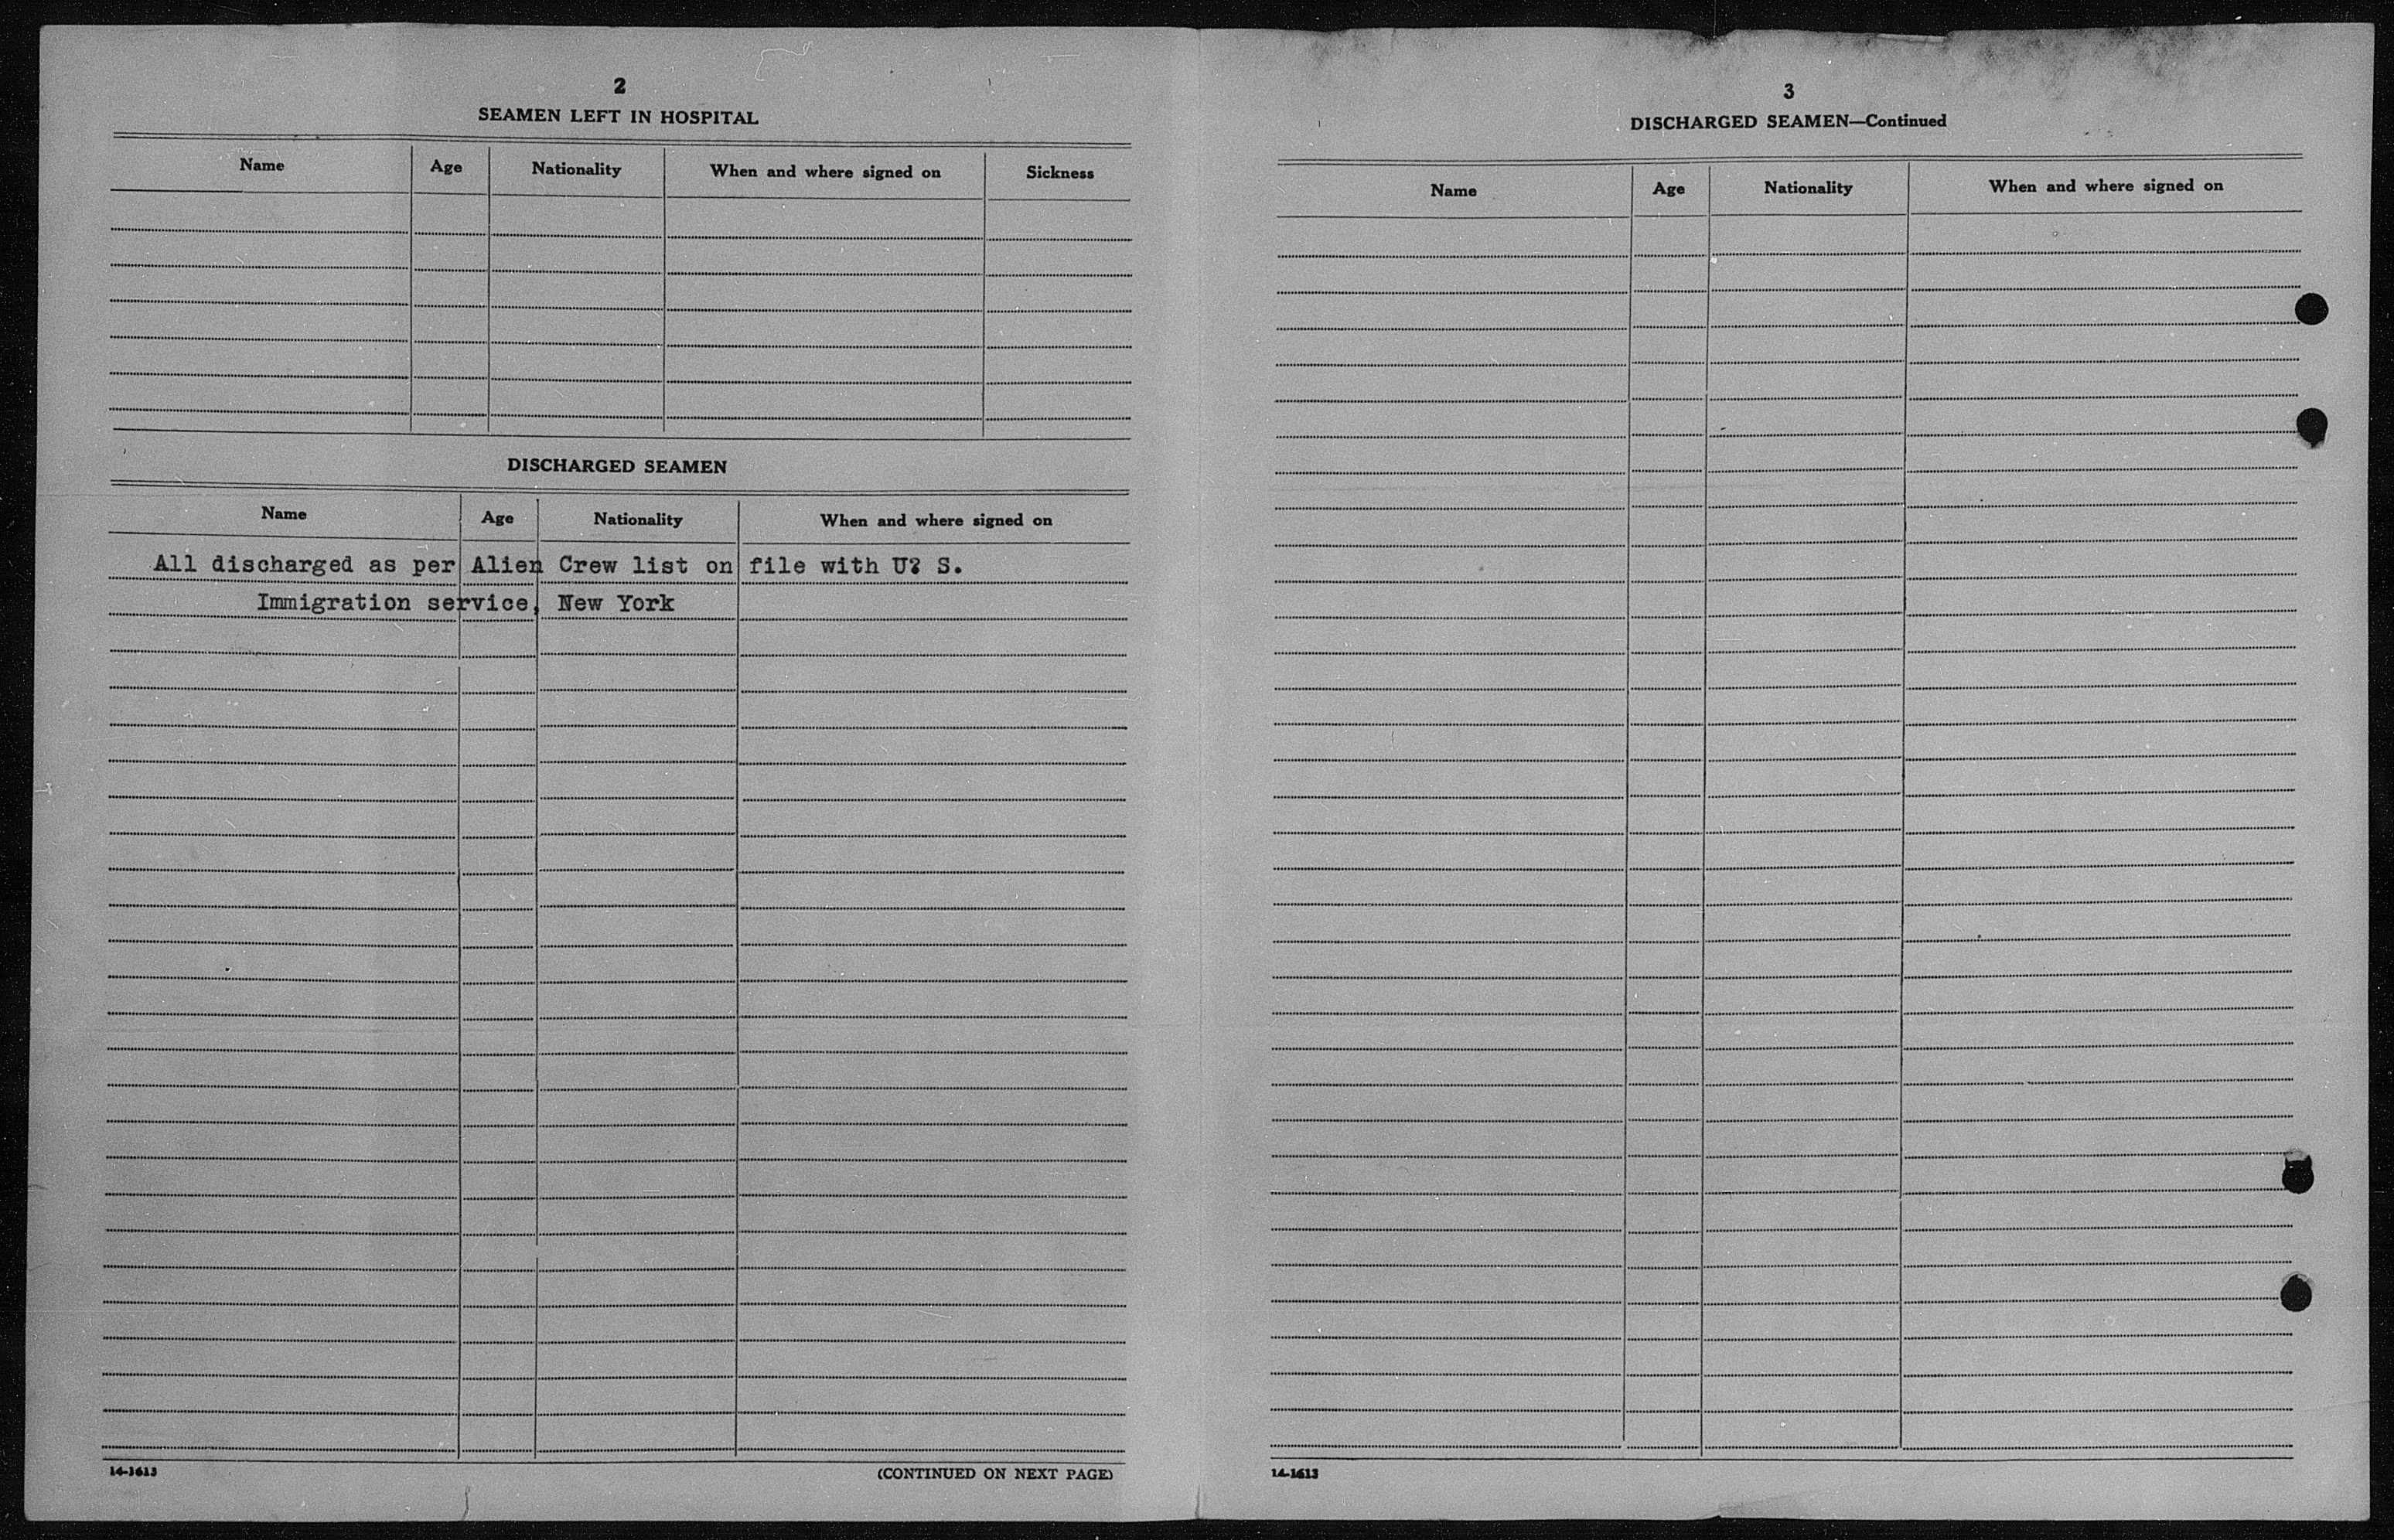 2
SEAMEN LEFT IN HOSPITAL
Name Age Nationality When and where signed on Sickness
DISCHARGED SEAMEN
Name Age Nationality When and where signed on
All discharged as per Alien Crew list on file with U? S.
Immigration service, New York
14-1613 (CONTINUED ON NEXT PAGE)
3
DISCHARGED SEAMEN—Continued
Name Age Nationality When and where signed on
14-1613